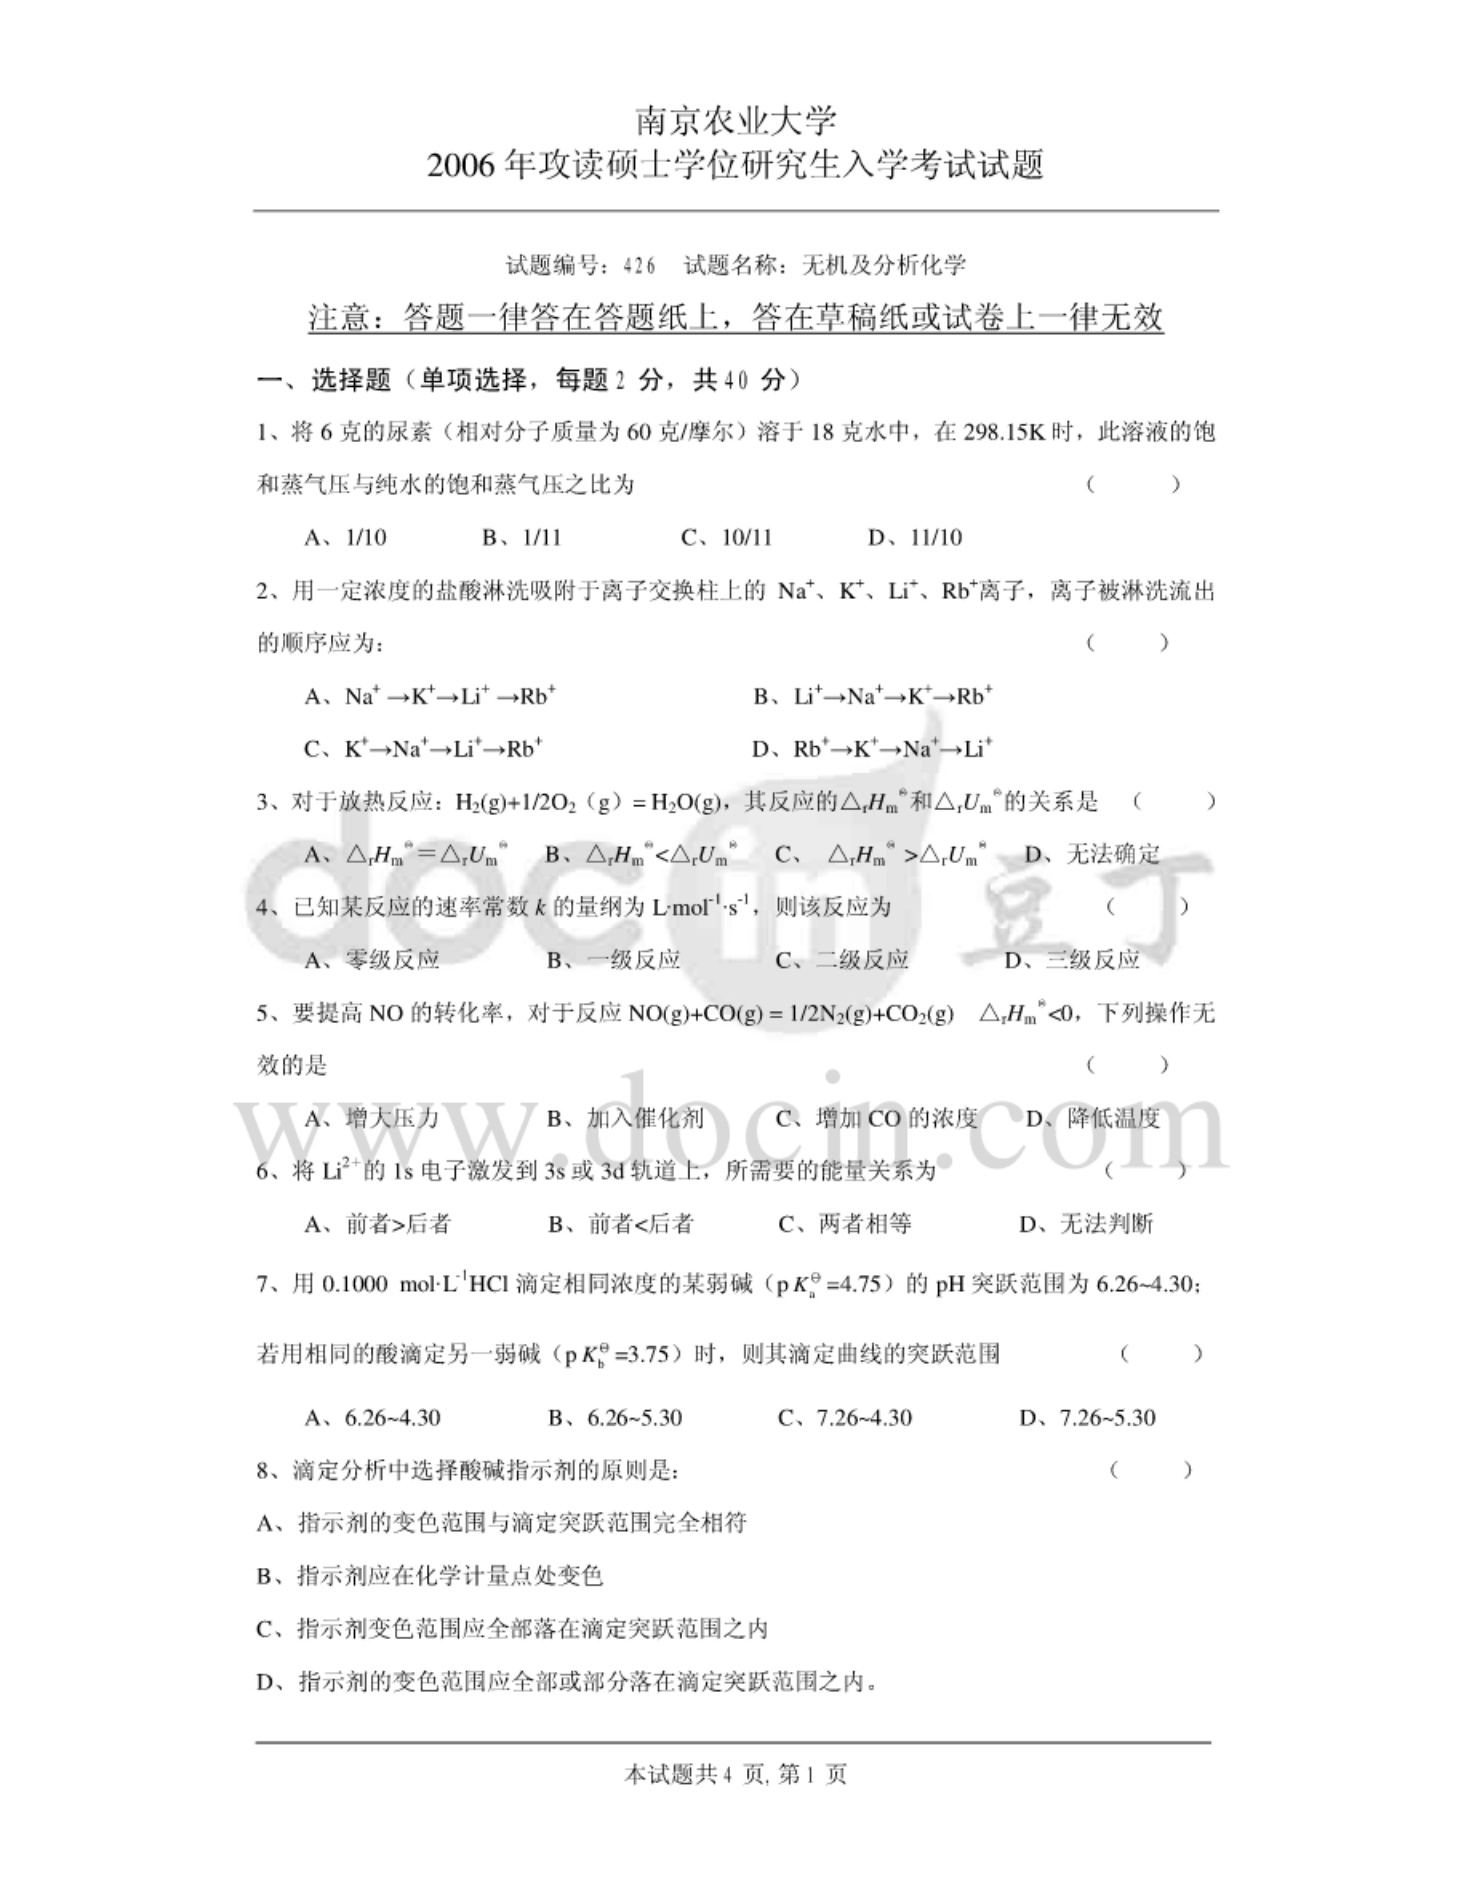 南京农业大学
2006 年攻读硕士学位研究生入学考试试题
试题编号：426 试题名称：无机及分析化学
注意：答题一律答在答题纸上，答在草稿纸或试卷上一律无效
一、选择题（单项选择，每题 2 分，共 40 分）
1、将 6 克的尿素（相对分子质量为 60 克/摩尔）溶于 18 克水中，在 298.15K 时，此溶液的饱
和蒸气压与纯水的饱和蒸气压之比为 （ ）
A、1/10 B、1/11 C、10/11 D、11/10
2、用一定浓度的盐酸淋洗吸附于离子交换柱上的 Na⁺、K⁺、Li⁺、Rb⁺离子，离子被淋洗流出
的顺序应为: （ ）
A、Na⁺ →K⁺→Li⁺ →Rb⁺ B、Li⁺→Na⁺→K⁺→Rb⁺
C、K⁺→Na⁺→Li⁺→Rb⁺ D、Rb⁺→K⁺→Na⁺→Li⁺
3、对于放热反应：H₂(g)+1/2O₂（g）= H₂O(g)，其反应的△rHm^⊖和△rUm^⊖的关系是 （ ）
A、△rHm^⊖＝△rUm^⊖ B、△rHm^⊖<△rUm^⊖ C、 △rHm^⊖ >△rUm^⊖ D、无法确定
4、已知某反应的速率常数 k 的量纲为 L·mol⁻¹·s⁻¹，则该反应为 （ ）
A、零级反应 B、一级反应 C、二级反应 D、三级反应
5、要提高 NO 的转化率，对于反应 NO(g)+CO(g) = 1/2N₂(g)+CO₂(g) △rHm^⊖<0，下列操作无
效的是 （ ）
A、增大压力 B、加入催化剂 C、增加 CO 的浓度 D、降低温度
6、将 Li²⁺的 1s 电子激发到 3s 或 3d 轨道上，所需要的能量关系为 （ ）
A、前者>后者 B、前者<后者 C、两者相等 D、无法判断
7、用 0.1000 mol·L⁻¹HCl 滴定相同浓度的某弱碱（p Ka^⊖ =4.75）的 pH 突跃范围为 6.26~4.30;
若用相同的酸滴定另一弱碱（p Kb^⊖ =3.75）时，则其滴定曲线的突跃范围 （ ）
A、6.26~4.30 B、6.26~5.30 C、7.26~4.30 D、7.26~5.30
8、滴定分析中选择酸碱指示剂的原则是: （ ）
A、指示剂的变色范围与滴定突跃范围完全相符
B、指示剂应在化学计量点处变色
C、指示剂变色范围应全部落在滴定突跃范围之内
D、指示剂的变色范围应全部或部分落在滴定突跃范围之内。
本试题共 4 页, 第 1 页
docin 豆丁
www.docin.com